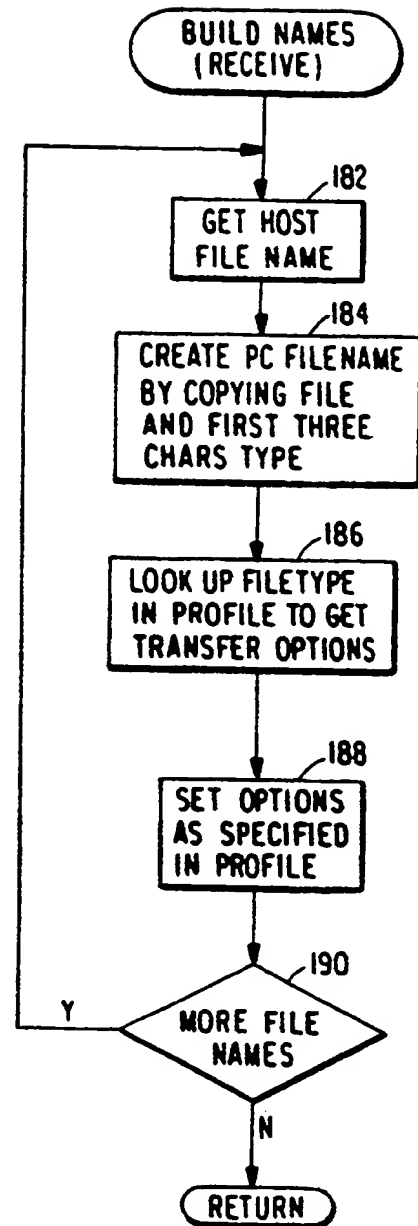 BUILD NAMES
(RECEIVE)
182
GET HOST
FILE NAME
184
CREATE PC FILENAME
BY COPYING FILE
AND FIRST THREE
CHARS TYPE
186
LOOK UP FILETYPE
IN PROFILE TO GET
TRANSFER OPTIONS
188
SET OPTIONS
AS SPECIFIED
IN PROFILE
190
MORE FILE
NAMES
Y
N
RETURN